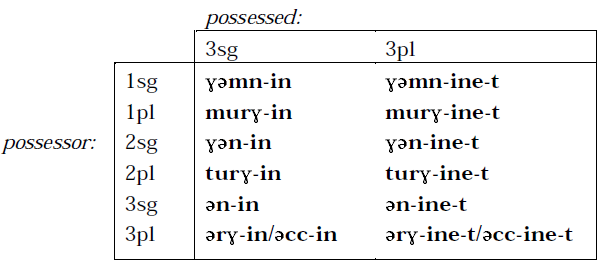 possessed:
3sg 3pl
1sg ɣəmn-in ɣəmn-ine-t
1pl murɣ-in murɣ-ine-t
possessor: 2sg ɣən-in ɣən-ine-t
2pl turɣ-in turɣ-ine-t
3sg ən-in ən-ine-t
3pl ərɣ-in/əcc-in ərɣ-ine-t/əcc-ine-t